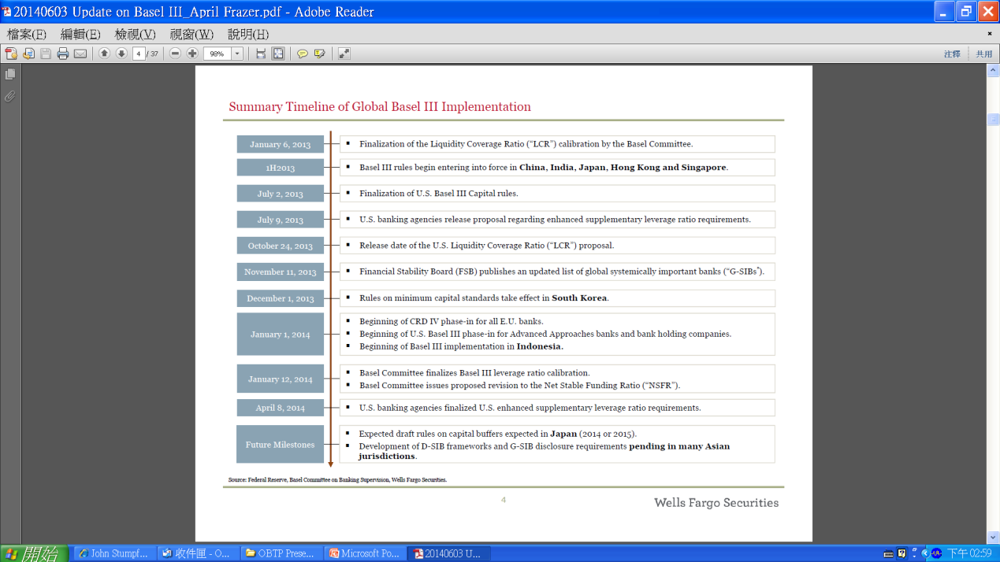 20140603 Update on Basel III_April Frazer.pdf - Adobe Reader
檔案(F) 編輯(E) 檢視(V) 視窗(W) 說明(H)
4 / 37 98% 注釋 共用
Summary Timeline of Global Basel III Implementation
January 6, 2013
▪ Finalization of the Liquidity Coverage Ratio (“LCR”) calibration by the Basel Committee.
1H2013
▪ Basel III rules begin entering into force in China, India, Japan, Hong Kong and Singapore.
July 2, 2013
▪ Finalization of U.S. Basel III Capital rules.
July 9, 2013
▪ U.S. banking agencies release proposal regarding enhanced supplementary leverage ratio requirements.
October 24, 2013
▪ Release date of the U.S. Liquidity Coverage Ratio (“LCR”) proposal.
November 11, 2013
▪ Financial Stability Board (FSB) publishes an updated list of global systemically important banks (“G-SIBs”).
December 1, 2013
▪ Rules on minimum capital standards take effect in South Korea.
January 1, 2014
▪ Beginning of CRD IV phase-in for all E.U. banks.
▪ Beginning of U.S. Basel III phase-in for Advanced Approaches banks and bank holding companies.
▪ Beginning of Basel III implementation in Indonesia.
January 12, 2014
▪ Basel Committee finalizes Basel III leverage ratio calibration.
▪ Basel Committee issues proposed revision to the Net Stable Funding Ratio (“NSFR”).
April 8, 2014
▪ U.S. banking agencies finalized U.S. enhanced supplementary leverage ratio requirements.
Future Milestones
▪ Expected draft rules on capital buffers expected in Japan (2014 or 2015).
▪ Development of D-SIB frameworks and G-SIB disclosure requirements pending in many Asian
jurisdictions.
Source: Federal Reserve, Basel Committee on Banking Supervision, Wells Fargo Securities.
4
Wells Fargo Securities
開始 John Stumpf... 收件匣 - O... OBTP Prese... Microsoft Po... 20140603 U... 下午 02:59